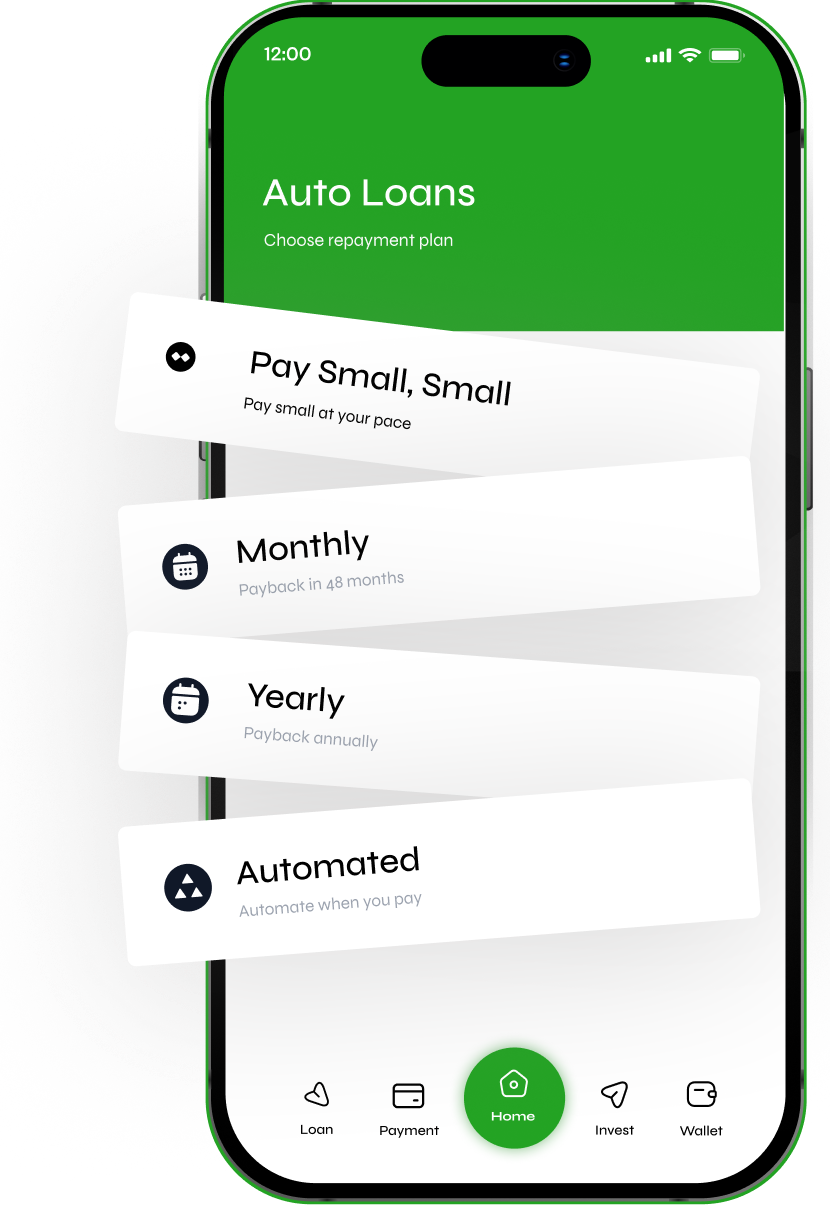 12:00
Auto Loans
Choose repayment plan
Pay Small, Small
Pay small at your pace
Monthly
Payback in 48 months
Yearly
Payback annually
Automated
Automate when you pay
Loan
Payment
Home
Invest
Wallet